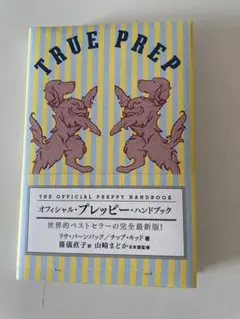 TRUE PREP
THE OFFICIAL PREPPY HANDBOOK
オフィシャル・プレッピー・ハンドブック
世界的ベストセラーの完全最新版!
リサ・バーンバック/チップ・キッド 著
篠儀直子 訳 山崎まどか 日本語版監修